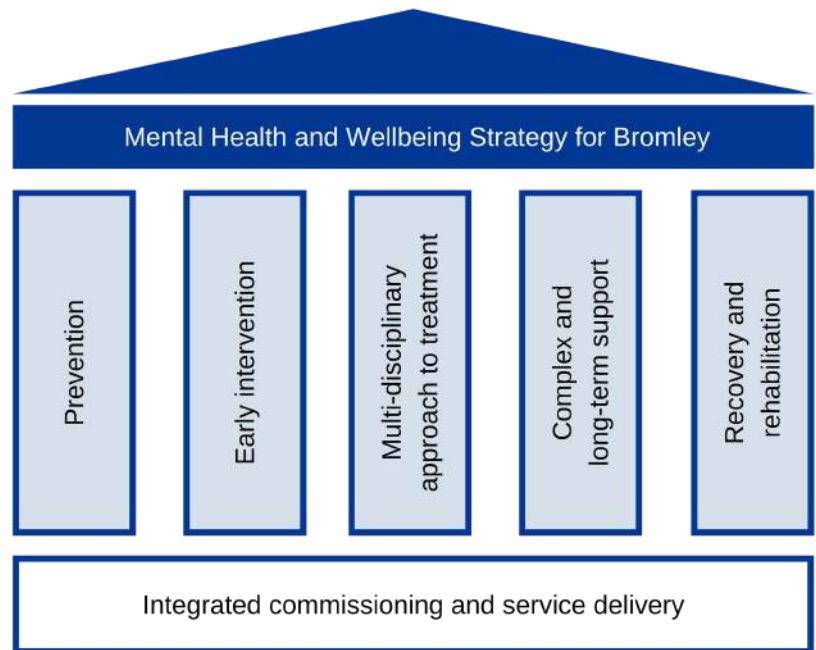 Mental Health and Wellbeing Strategy for Bromley
Prevention
Early intervention
Multi-disciplinary
approach to treatment
Complex and
long-term support
Recovery and
rehabilitation
Integrated commissioning and service delivery